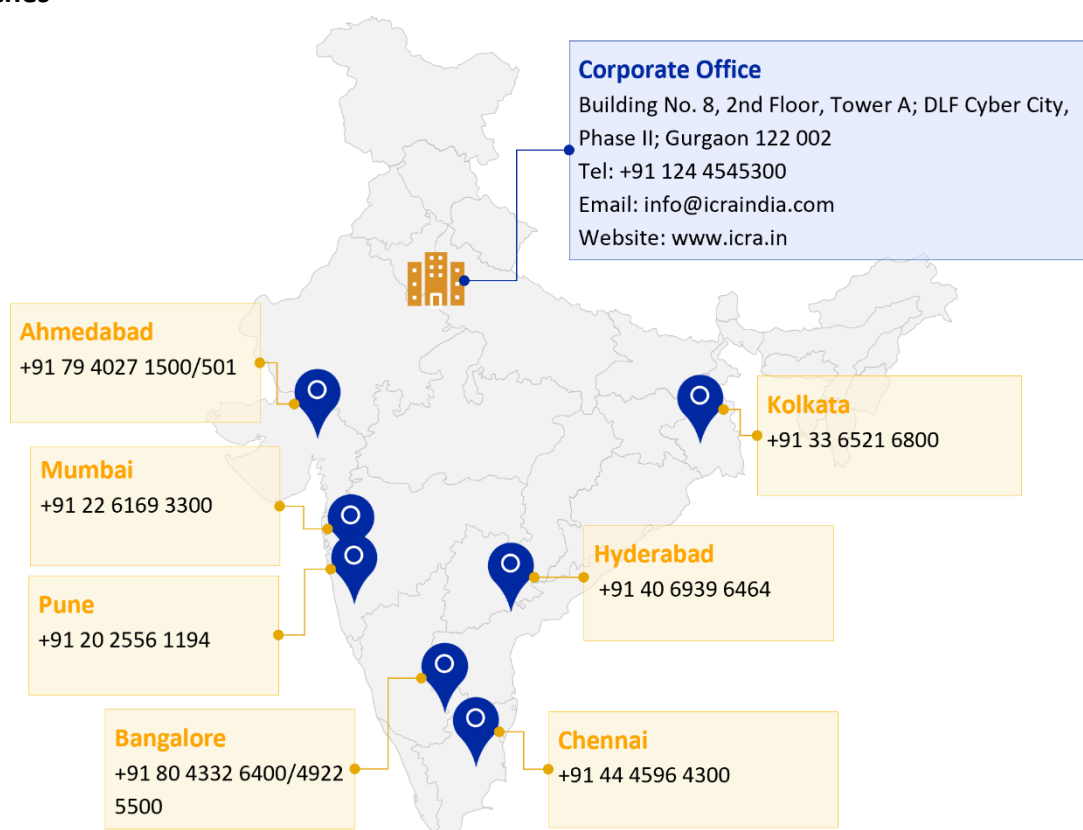 Corporate Office
Building No. 8, 2nd Floor, Tower A; DLF Cyber City,
Phase II; Gurgaon 122 002
Tel: +91 124 4545300
Email: info@icraindia.com
Website: www.icra.in
Ahmedabad
+91 79 4027 1500/501
Kolkata
+91 33 6521 6800
Mumbai
+91 22 6169 3300
Hyderabad
+91 40 6939 6464
Pune
+91 20 2556 1194
Bangalore
+91 80 4332 6400/4922
5500
Chennai
+91 44 4596 4300